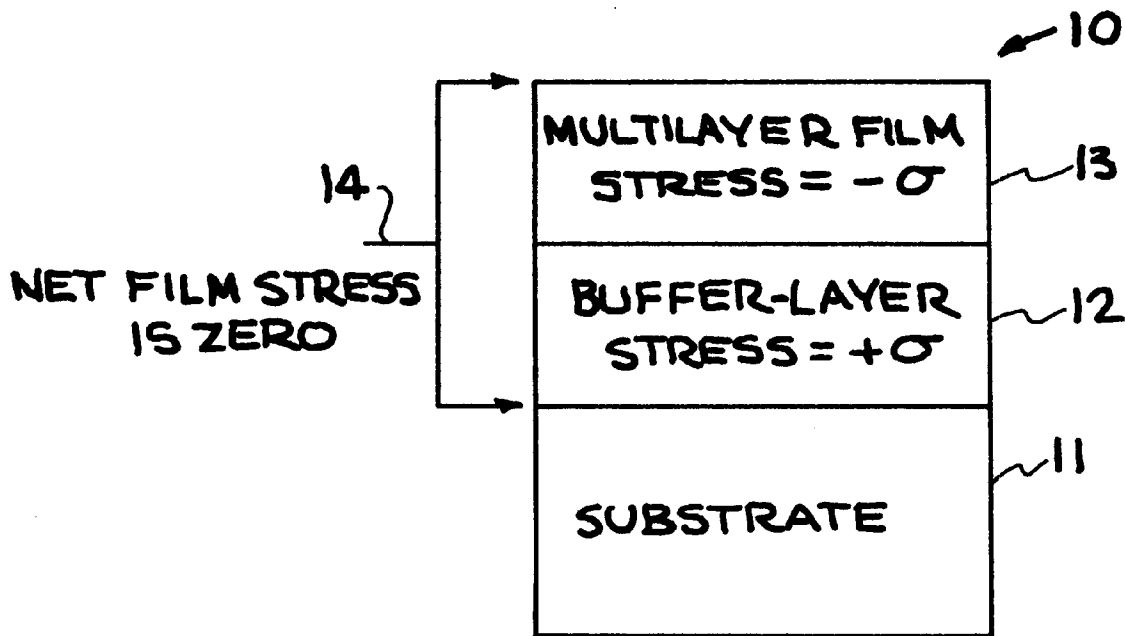 10
MULTILAYER FILM
STRESS = - σ
13
14
NET FILM STRESS
IS ZERO
BUFFER-LAYER
STRESS = + σ
12
11
SUBSTRATE